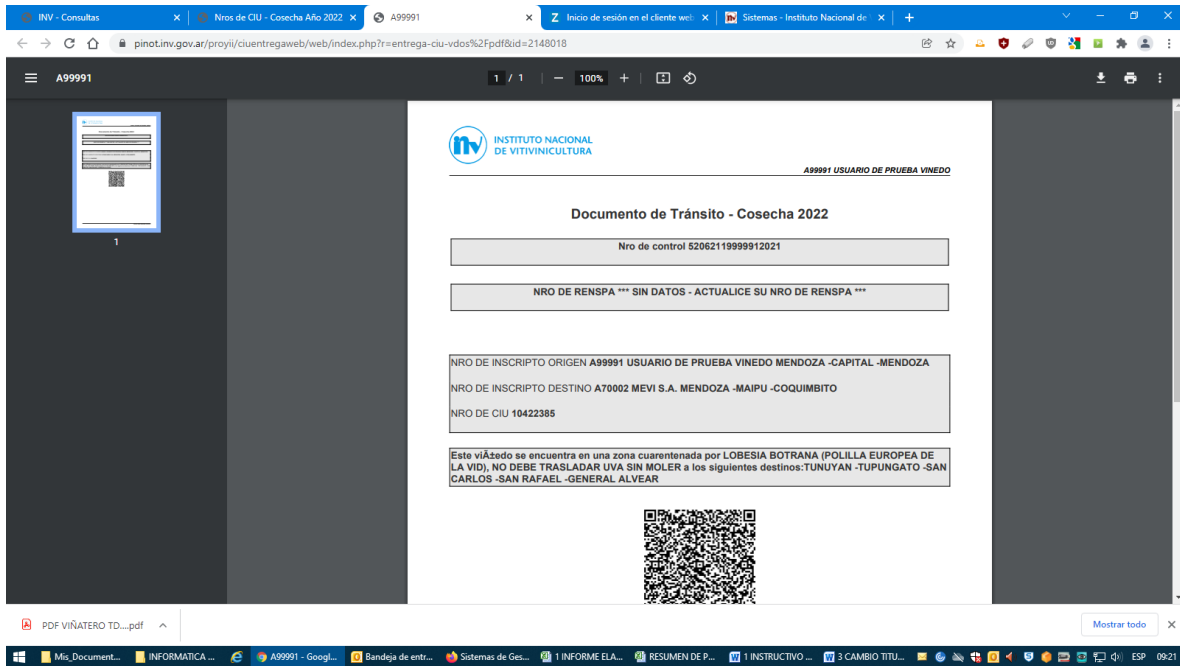 INV - Consultas
Nros de CIU - Cosecha Año 2022
A99991
Inicio de sesión en el cliente web
Sistemas - Instituto Nacional de
pinot.inv.gov.ar/proyii/ciuentregaweb/web/index.php?r=entrega-ciu-vdos%2Fpdf&id=2148018
A99991
1 / 1
100%
1
INSTITUTO NACIONAL
DE VITIVINICULTURA
A99991 USUARIO DE PRUEBA VINEDO
Documento de Tránsito - Cosecha 2022
Nro de control 52062119999912021
NRO DE RENSPA *** SIN DATOS - ACTUALICE SU NRO DE RENSPA ***
NRO DE INSCRIPTO ORIGEN A99991 USUARIO DE PRUEBA VINEDO MENDOZA -CAPITAL -MENDOZA
NRO DE INSCRIPTO DESTINO A70002 MEVI S.A. MENDOZA -MAIPU -COQUIMBITO
NRO DE CIU 10422385
Este viñedo se encuentra en una zona cuarentenada por LOBESIA BOTRANA (POLILLA EUROPEA DE
LA VID), NO DEBE TRASLADAR UVA SIN MOLER a los siguientes destinos:TUNUYAN -TUPUNGATO -SAN
CARLOS -SAN RAFAEL -GENERAL ALVEAR
PDF VIÑATERO TD....pdf
Mostrar todo
Mis_Document...
INFORMATICA ...
A99991 - Googl...
Bandeja de entr...
Sistemas de Ges...
1 INFORME ELA...
RESUMEN DE P...
1 INSTRUCTIVO ...
3 CAMBIO TITU...
ESP
09:21